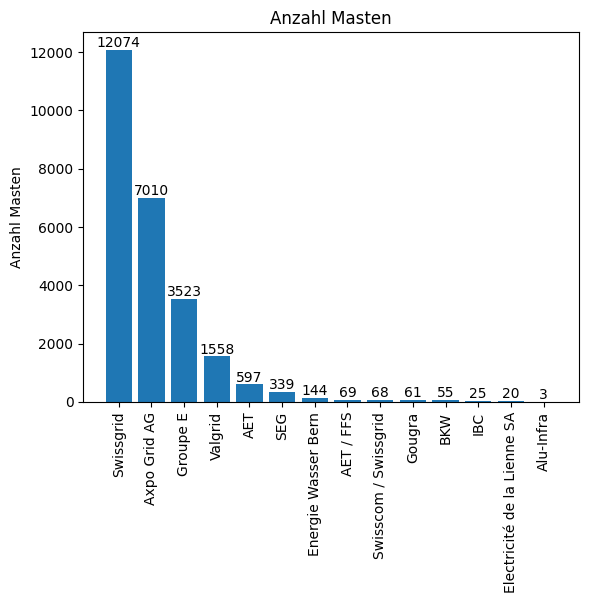 Anzahl Masten
Anzahl Masten
12000
10000
8000
6000
4000
2000
0
12074
7010
3523
1558
597
339
144
69
68
61
55
25
20
3
Swissgrid
Axpo Grid AG
Groupe E
Valgrid
AET
SEG
Energie Wasser Bern
AET / FFS
Swisscom / Swissgrid
Gougra
BKW
IBC
Electricité de la Lienne SA
Alu-Infra